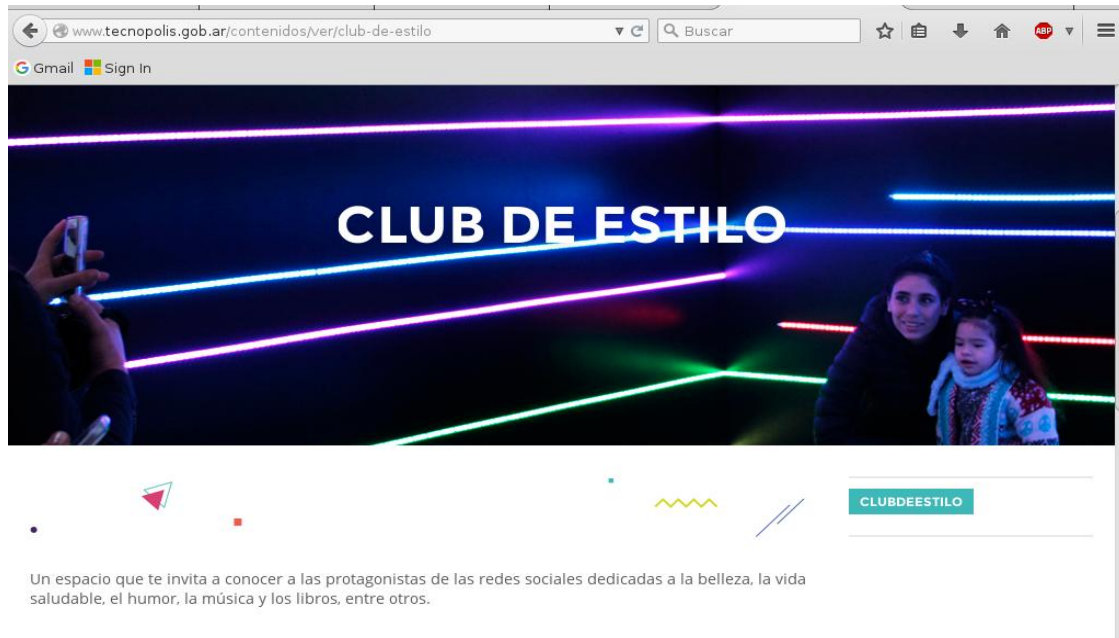 www.tecnopolis.gob.ar/contenidos/ver/club-de-estilo
Buscar
ABP
G Gmail
Sign In
CLUB DE ESTILO
CLUBDEESTILO
Un espacio que te invita a conocer a las protagonistas de las redes sociales dedicadas a la belleza, la vida
saludable, el humor, la música y los libros, entre otros.